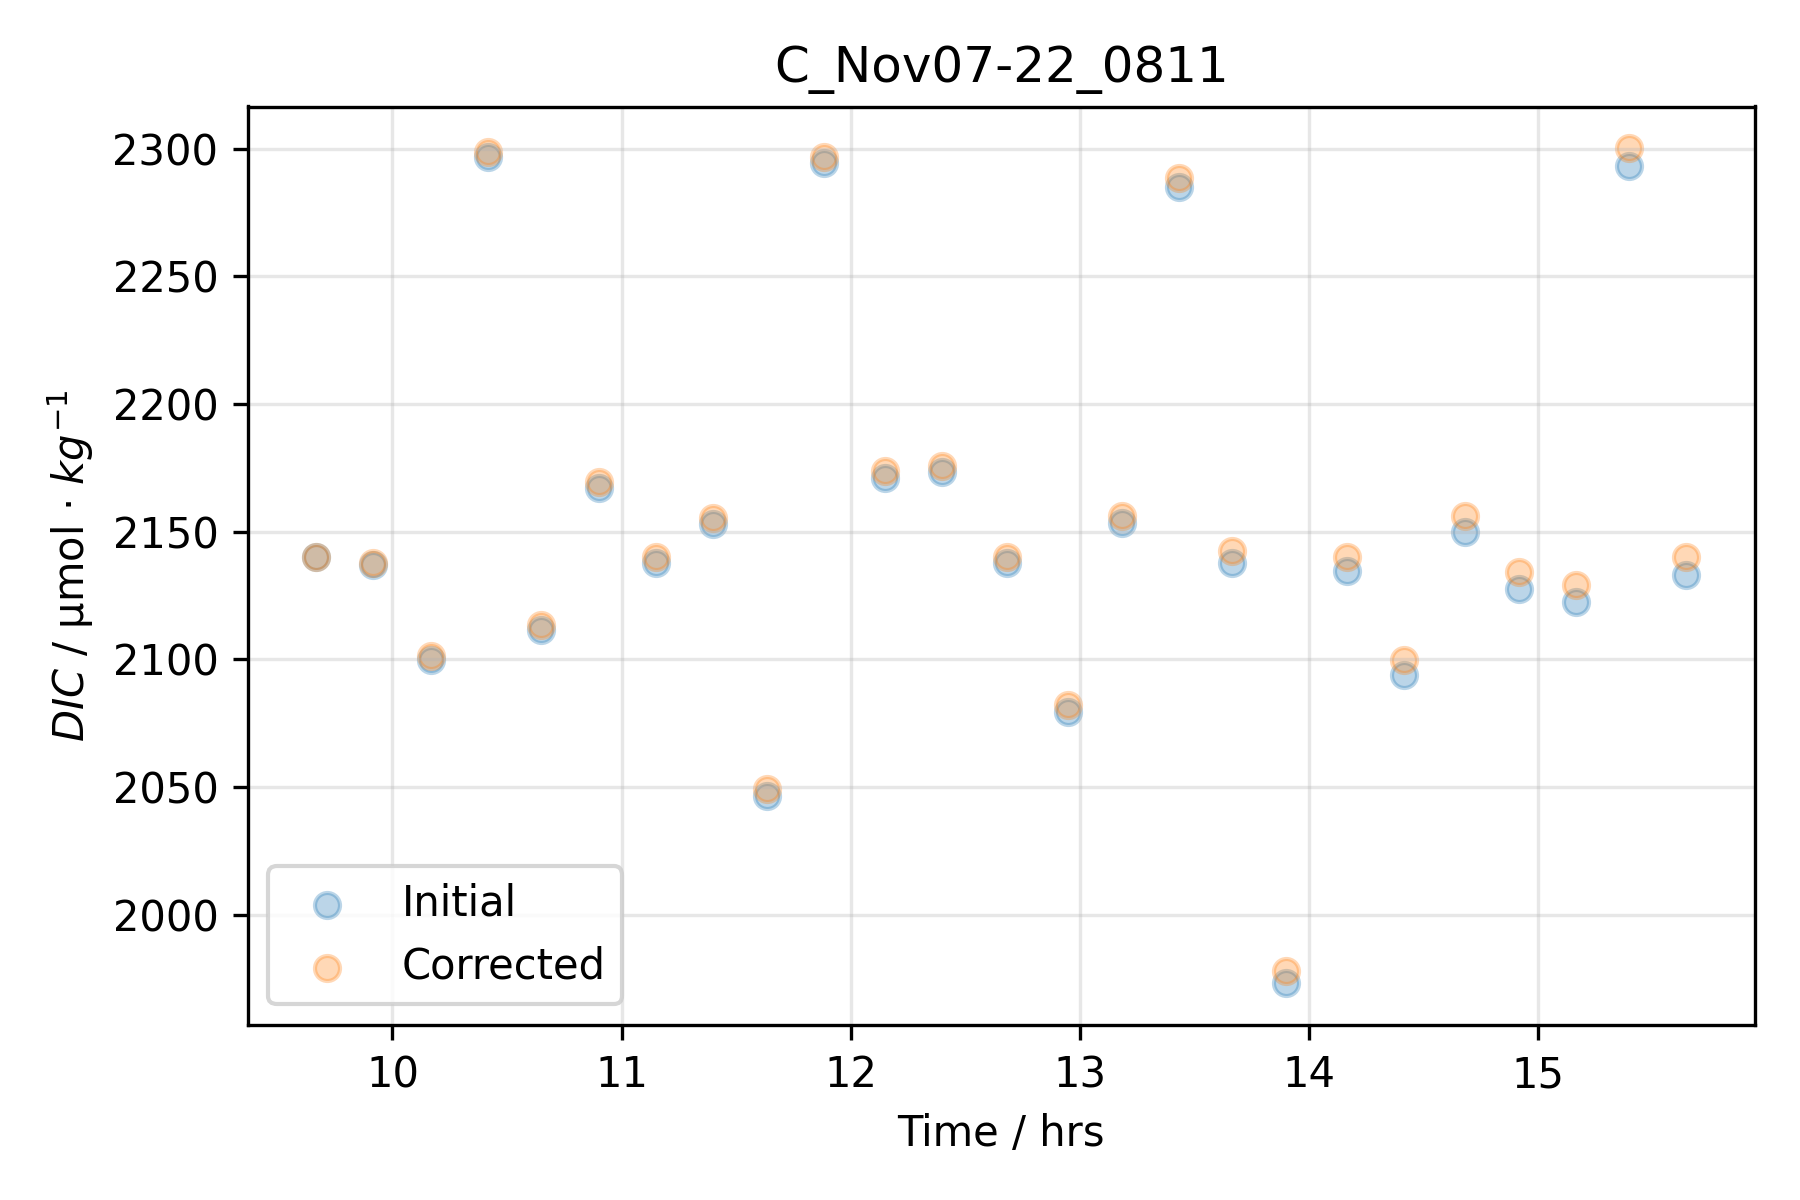 C_Nov07-22_0811
2300
2250
2200
2150
2100
2050
2000
DIC / µmol · kg⁻¹
Initial
Corrected
10 11 12 13 14 15
Time / hrs